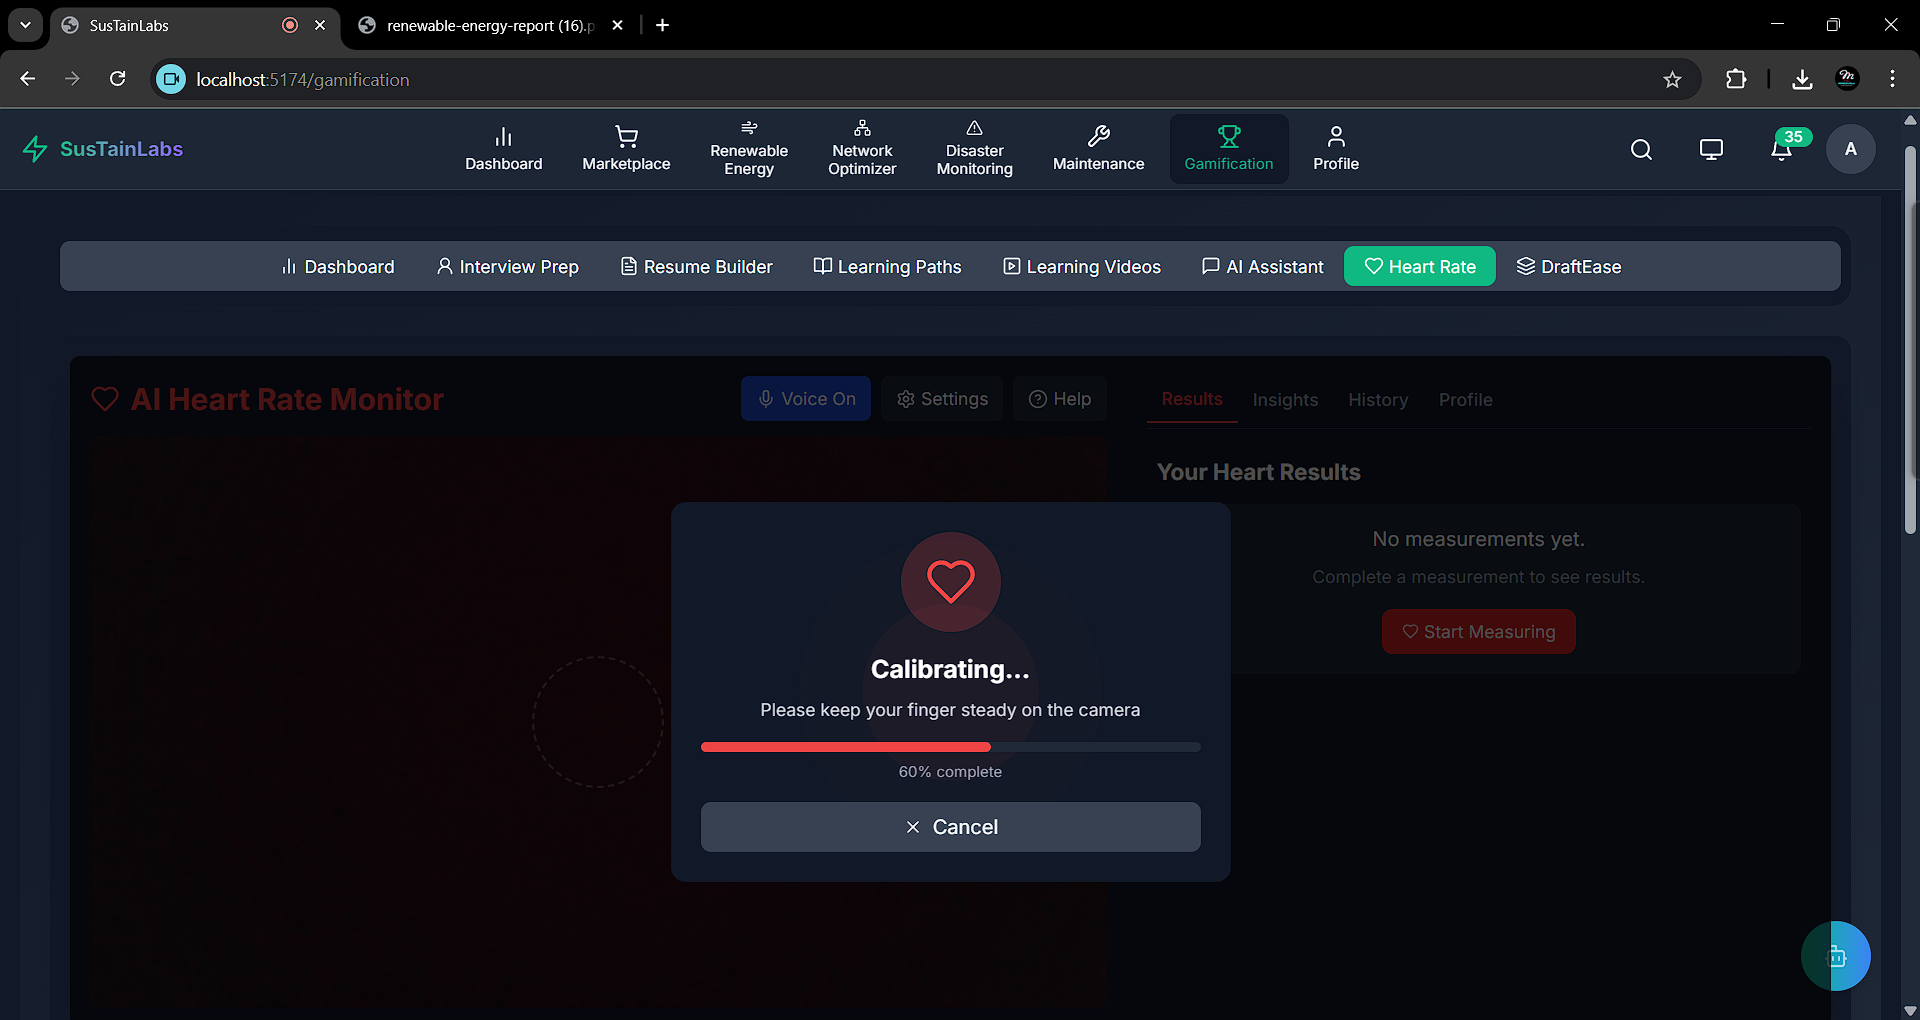 SusTainLabs
renewable-energy-report (16).p
localhost:5174/gamification
SusTainLabs
Dashboard
Marketplace
Renewable
Energy
Network
Optimizer
Disaster
Monitoring
Maintenance
Gamification
Profile
35
A
Dashboard
Interview Prep
Resume Builder
Learning Paths
Learning Videos
AI Assistant
Heart Rate
DraftEase
AI Heart Rate Monitor
Voice On
Settings
Help
Results
Insights
History
Profile
Your Heart Results
No measurements yet.
Complete a measurement to see results.
Start Measuring
Calibrating...
Please keep your finger steady on the camera
60% complete
Cancel